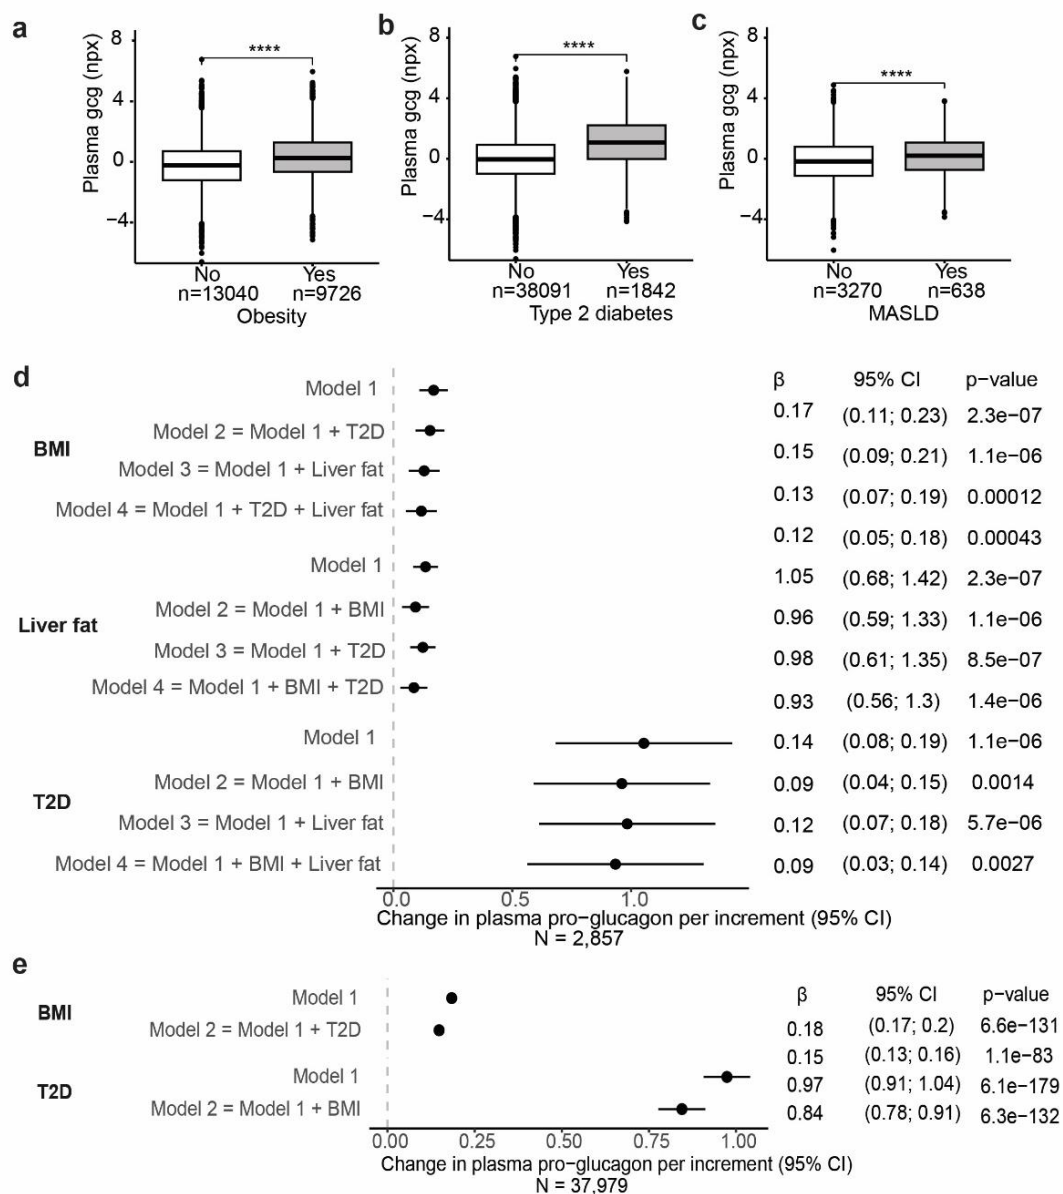 a
8
4
0
−4
Plasma gcg (npx)
****
No Yes
n=13040 n=9726
Obesity
b
8
4
0
−4
Plasma gcg (npx)
****
No Yes
n=38091 n=1842
Type 2 diabetes
c
8
4
0
−4
Plasma gcg (npx)
****
No Yes
n=3270 n=638
MASLD
d
β 95% CI p−value
BMI
Model 1
Model 2 = Model 1 + T2D
Model 3 = Model 1 + Liver fat
Model 4 = Model 1 + T2D + Liver fat
Liver fat
Model 1
Model 2 = Model 1 + BMI
Model 3 = Model 1 + T2D
Model 4 = Model 1 + BMI + T2D
T2D
Model 1
Model 2 = Model 1 + BMI
Model 3 = Model 1 + Liver fat
Model 4 = Model 1 + BMI + Liver fat
0.17 (0.11; 0.23) 2.3e−07
0.15 (0.09; 0.21) 1.1e−06
0.13 (0.07; 0.19) 0.00012
0.12 (0.05; 0.18) 0.00043
1.05 (0.68; 1.42) 2.3e−07
0.96 (0.59; 1.33) 1.1e−06
0.98 (0.61; 1.35) 8.5e−07
0.93 (0.56; 1.3) 1.4e−06
0.14 (0.08; 0.19) 1.1e−06
0.09 (0.04; 0.15) 0.0014
0.12 (0.07; 0.18) 5.7e−06
0.09 (0.03; 0.14) 0.0027
0.0 0.5 1.0
Change in plasma pro−glucagon per increment (95% CI)
N = 2,857
e
β 95% CI p−value
BMI
Model 1
Model 2 = Model 1 + T2D
T2D
Model 1
Model 2 = Model 1 + BMI
0.18 (0.17; 0.2) 6.6e−131
0.15 (0.13; 0.16) 1.1e−83
0.97 (0.91; 1.04) 6.1e−179
0.84 (0.78; 0.91) 6.3e−132
0.00 0.25 0.50 0.75 1.00
Change in plasma pro−glucagon per increment (95% CI)
N = 37,979